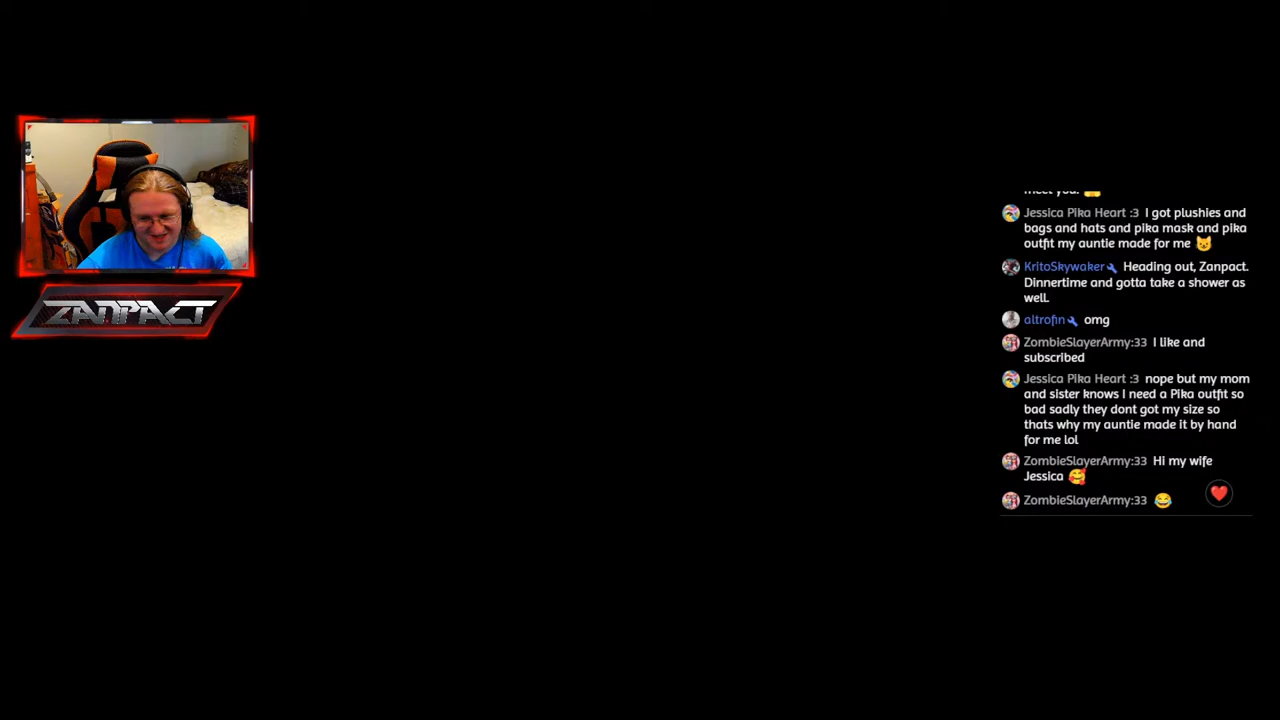 ZANPACT
meet you.
Jessica Pika Heart :3 I got plushies and
bags and hats and pika mask and pika
outfit my auntie made for me 😺
KritoSkywaker Heading out, Zanpact.
Dinnertime and gotta take a shower as
well.
altrofin omg
ZombieSlayerArmy:33 I like and
subscribed
Jessica Pika Heart :3 nope but my mom
and sister knows I need a Pika outfit so
bad sadly they dont got my size so
thats why my auntie made it by hand
for me lol
ZombieSlayerArmy:33 Hi my wife
Jessica 🥰
ZombieSlayerArmy:33 😂